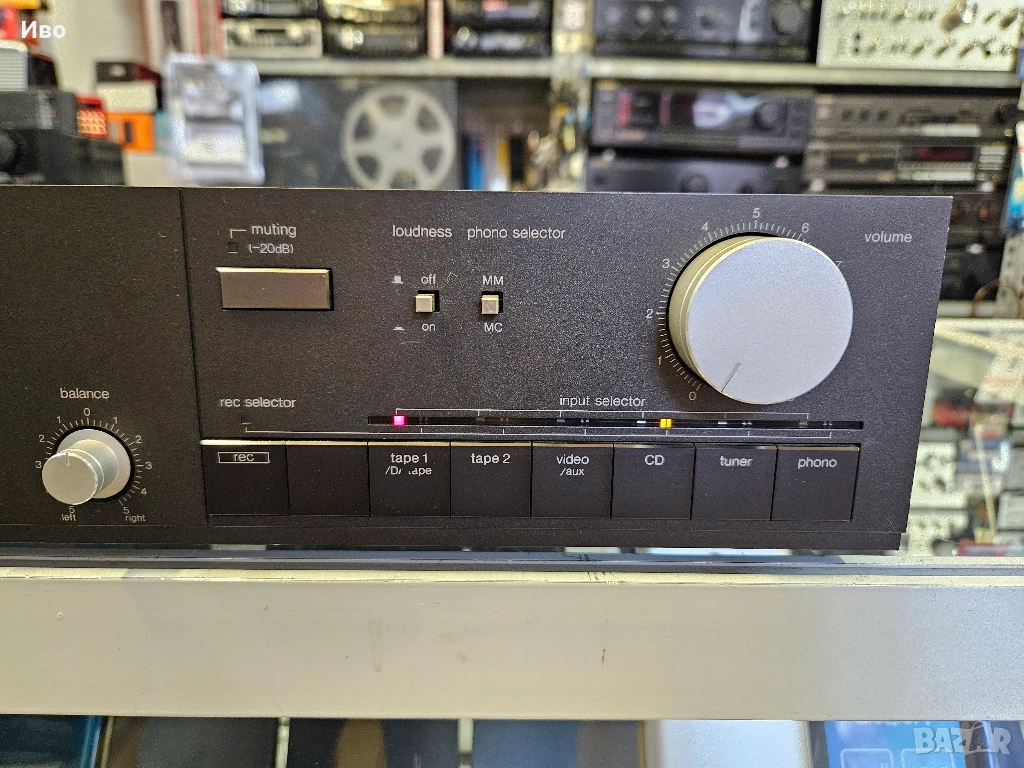 Иво
muting
(-20dB)
loudness
phono selector
off
on
MM
MC
0 1 2 3 4 5 6 7
volume
balance
3 2 1 0 1 2 3 4 5
5
left
right
rec selector
input selector
rec
tape 1
tape 2
video
/aux
CD
tuner
phono
BAZAR